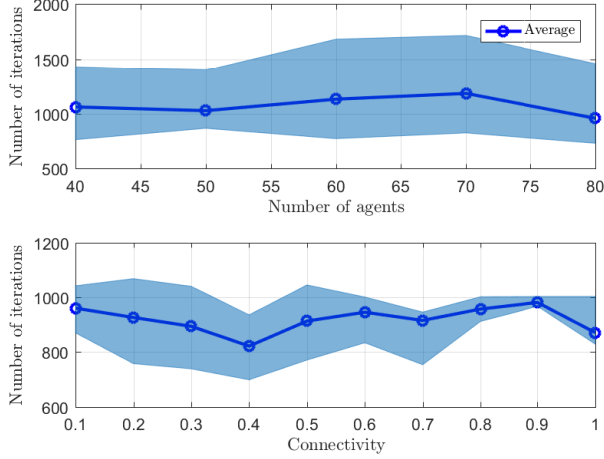 2000
1500
1000
500
Number of iterations
Average
40 45 50 55 60 65 70 75 80
Number of agents
1200
1000
800
600
Number of iterations
0.1 0.2 0.3 0.4 0.5 0.6 0.7 0.8 0.9 1
Connectivity